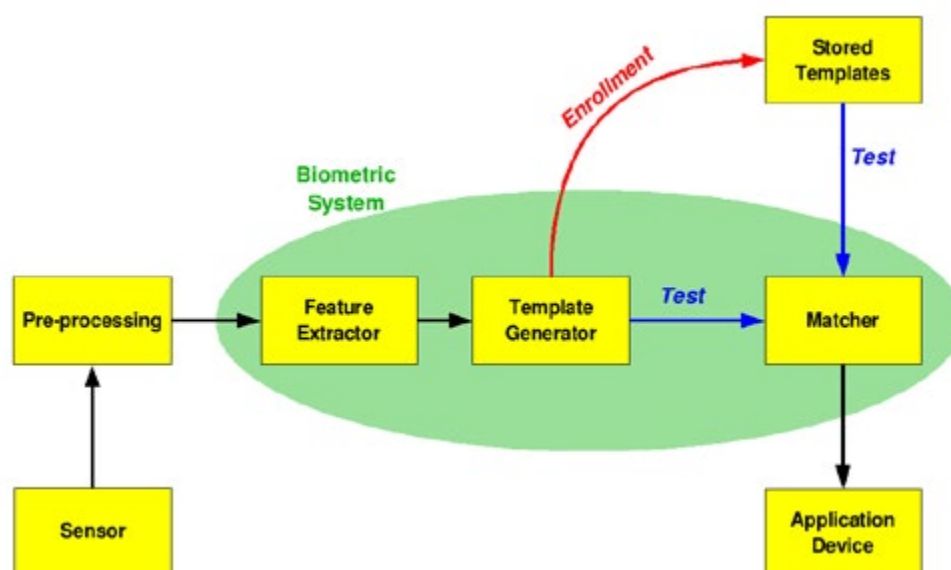 Stored
Templates
Enrollment
Test
Biometric
System
Pre-processing
Feature
Extractor
Template
Generator
Test
Matcher
Sensor
Application
Device